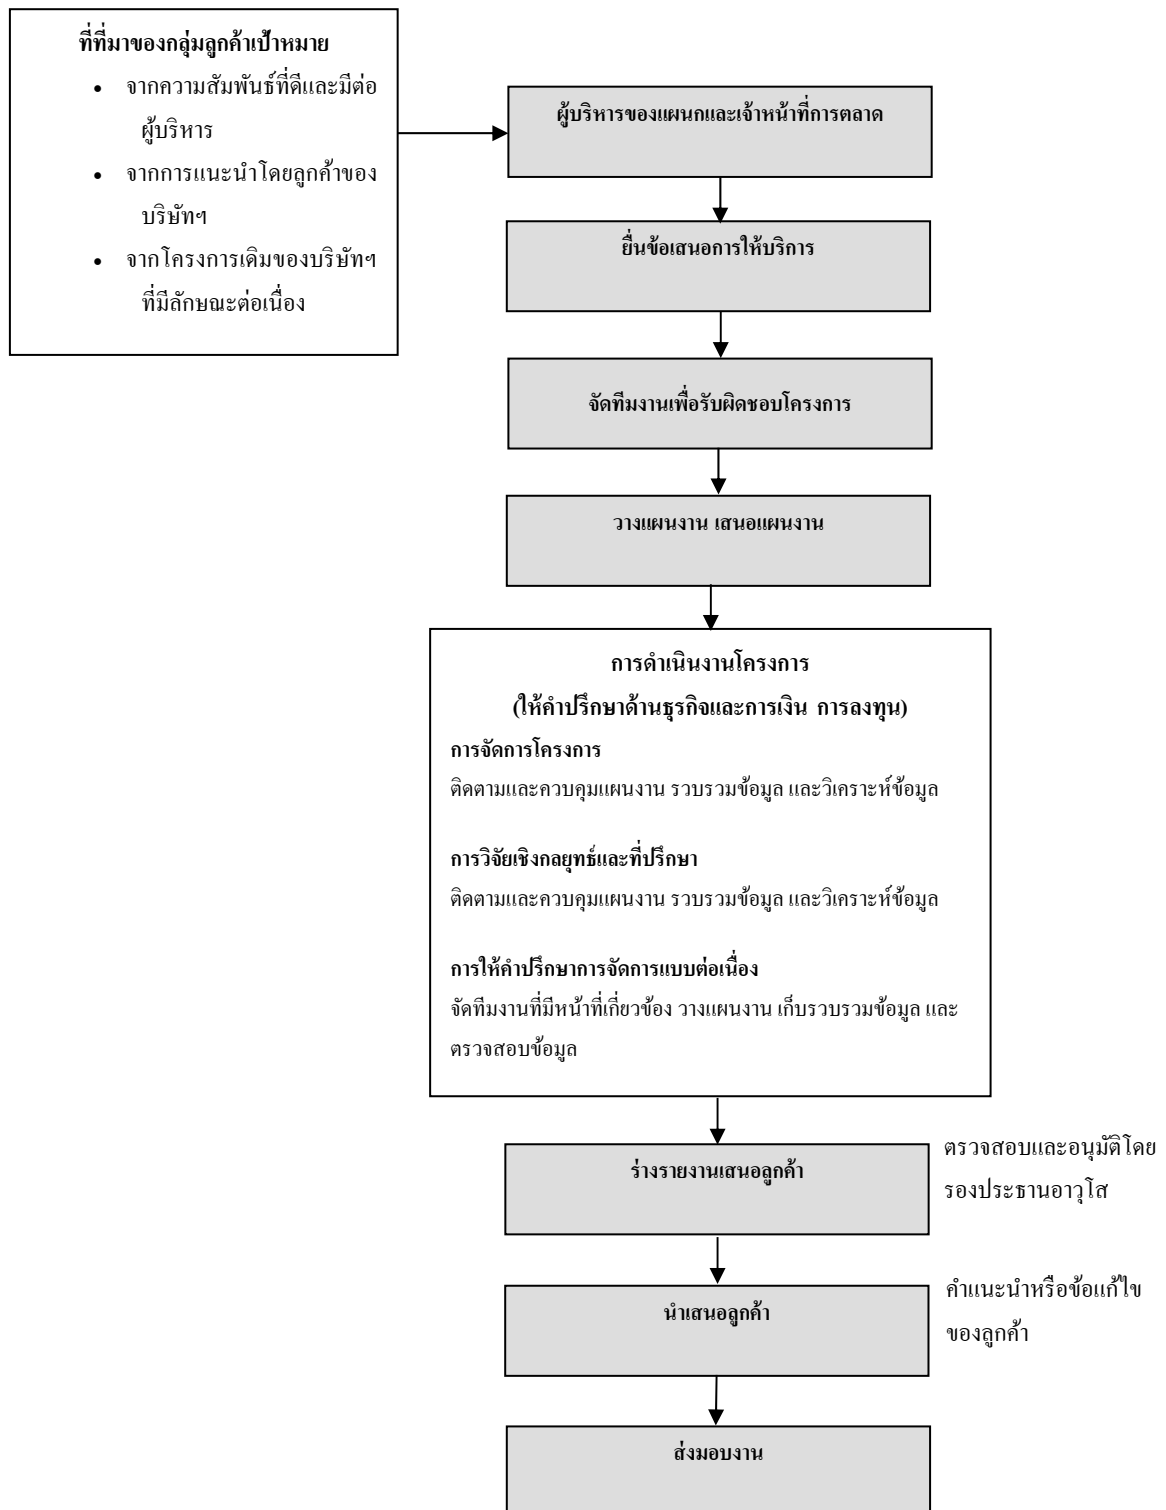 ที่ที่มาของกลุ่มลูกค้าเป้าหมาย
• จากความสัมพันธ์ที่ดีและมีต่อ
ผู้บริหาร
• จากการแนะนำโดยลูกค้าของ
บริษัทฯ
• จากโครงการเดิมของบริษัทฯ
ที่มีลักษณะต่อเนื่อง
ผู้บริหารของแผนกและเจ้าหน้าที่การตลาด
ยื่นข้อเสนอการให้บริการ
จัดทีมงานเพื่อรับผิดชอบโครงการ
วางแผนงาน เสนอแผนงาน
การดำเนินงานโครงการ
(ให้คำปรึกษาด้านธุรกิจและการเงิน การลงทุน)
การจัดการโครงการ
ติดตามและควบคุมแผนงาน รวบรวมข้อมูล และวิเคราะห์ข้อมูล
การวิจัยเชิงกลยุทธ์และที่ปรึกษา
ติดตามและควบคุมแผนงาน รวบรวมข้อมูล และวิเคราะห์ข้อมูล
การให้คำปรึกษาการจัดการแบบต่อเนื่อง
จัดทีมงานที่มีหน้าที่เกี่ยวข้อง วางแผนงาน เก็บรวบรวมข้อมูล และ
ตรวจสอบข้อมูล
ร่างรายงานเสนอลูกค้า
ตรวจสอบและอนุมัติโดย
รองประธานอาวุโส
นำเสนอลูกค้า
คำแนะนำหรือข้อแก้ไข
ของลูกค้า
ส่งมอบงาน